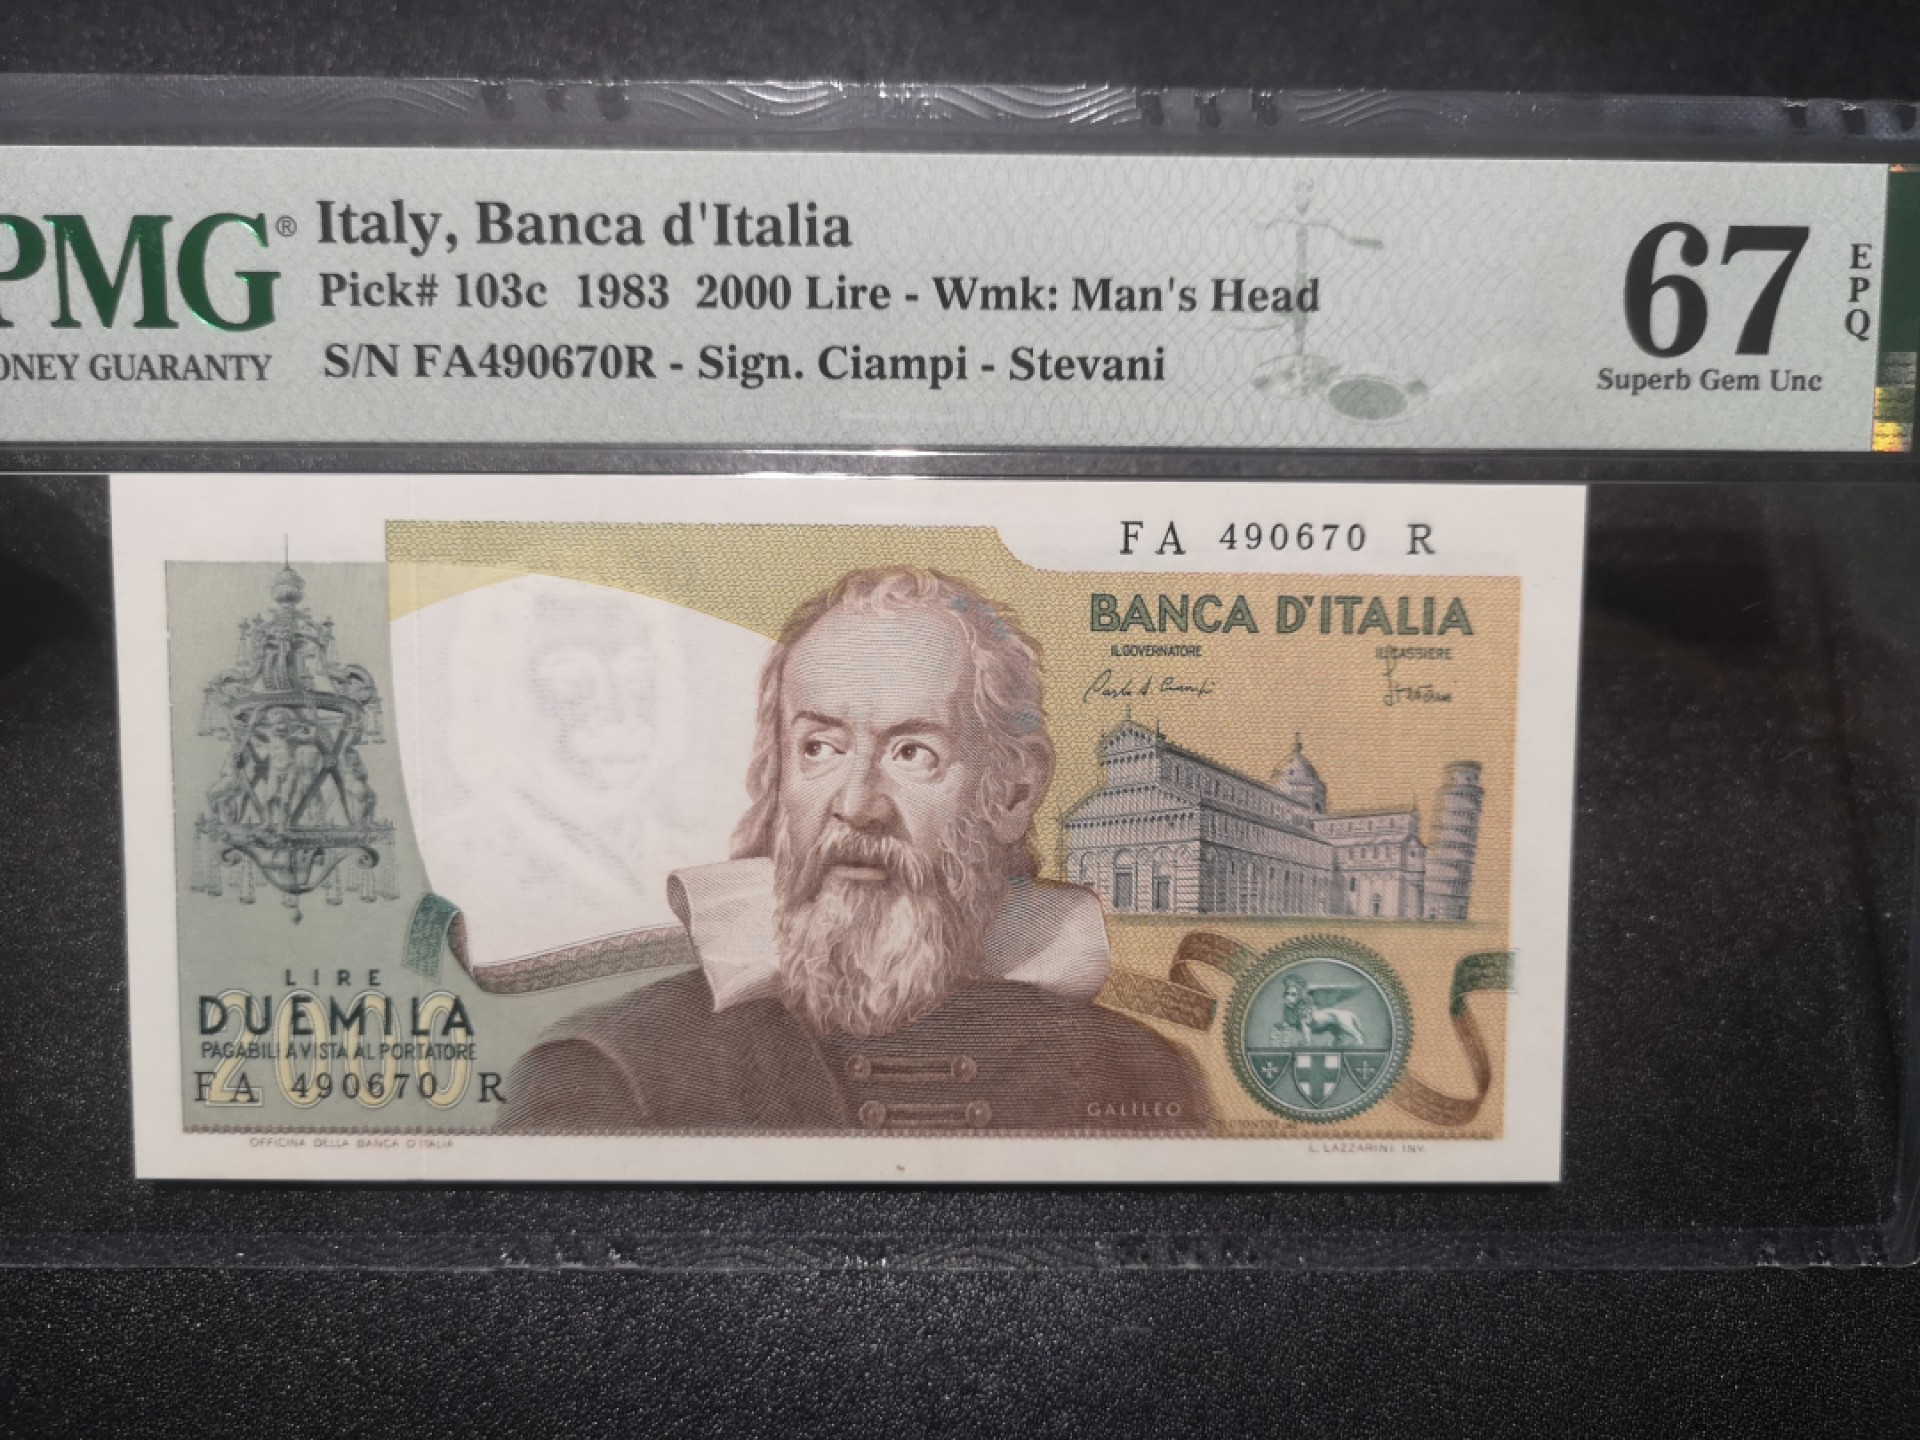 PMG®
MONEY GUARANTY
Italy, Banca d'Italia
Pick# 103c 1983 2000 Lire - Wmk: Man's Head
S/N FA490670R - Sign. Ciampi - Stevani
67
EPQ
Superb Gem Unc
FA 490670 R
BANCA D'ITALIA
IL GOVERNATORE
IL CASSIERE
LIRE
DUEMILA
2000
PAGABILI A VISTA AL PORTATORE
FA 490670 R
GALILEO
OFFICINA DELLA BANCA D'ITALIA
L. LAZZARINI INV.